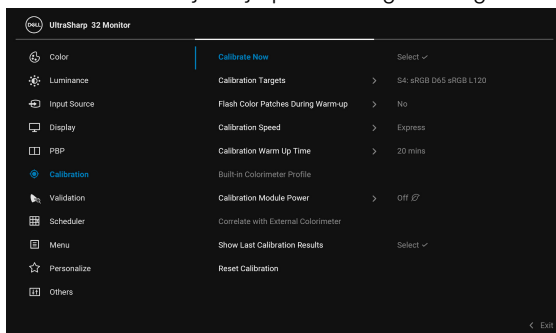 DELL UltraSharp 32 Monitor
Color
Luminance
Input Source
Display
PBP
Calibration
Validation
Scheduler
Menu
Personalize
Others
Calibrate Now Select
Calibration Targets S4: sRGB D65 sRGB L120
Flash Color Patches During Warm-up No
Calibration Speed Express
Calibration Warm Up Time 20 mins
Built-in Colorimeter Profile
Calibration Module Power Off
Correlate with External Colorimeter
Show Last Calibration Results Select
Reset Calibration
Exit